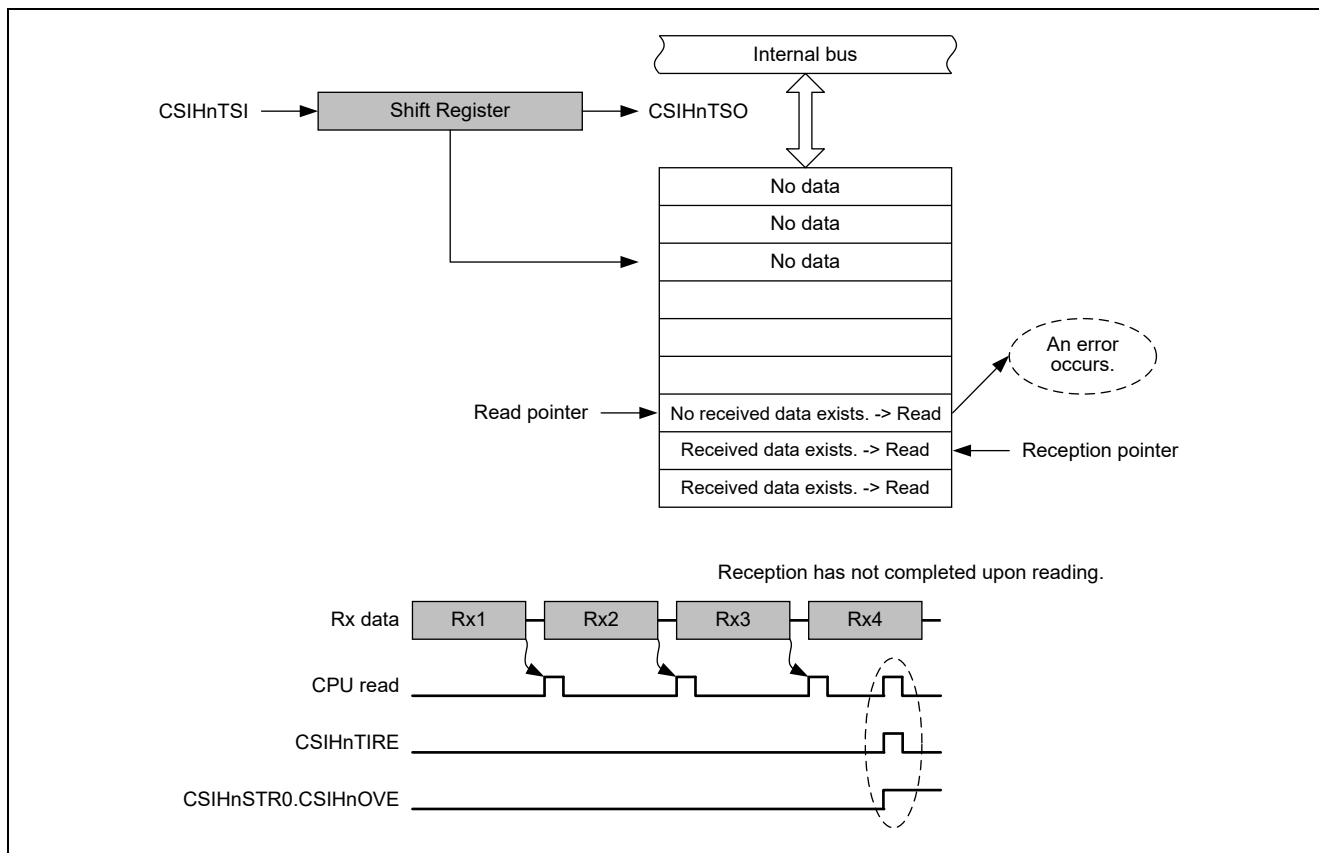 Internal bus
CSIHnTSI
Shift Register
CSIHnTSO
No data
No data
No data
An error
occurs.
Read pointer
No received data exists. -> Read
Received data exists. -> Read
Reception pointer
Received data exists. -> Read
Reception has not completed upon reading.
Rx data
Rx1
Rx2
Rx3
Rx4
CPU read
CSIHnTIRE
CSIHnSTR0.CSIHnOVE